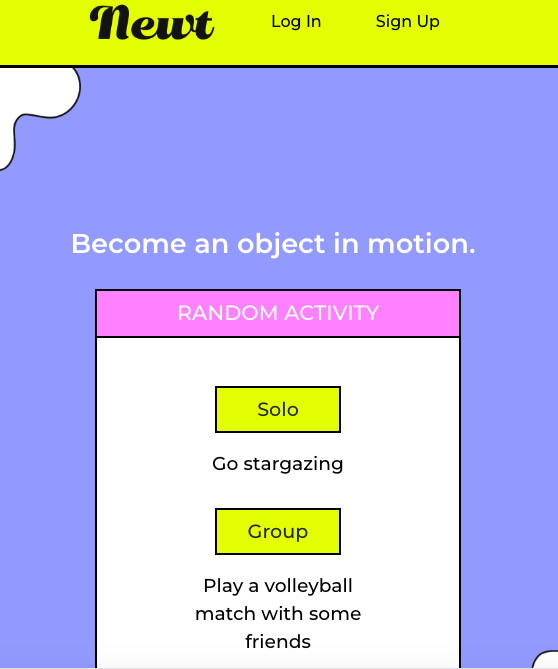 Newt
Log In
Sign Up
Become an object in motion.
RANDOM ACTIVITY
Solo
Go stargazing
Group
Play a volleyball
match with some
friends